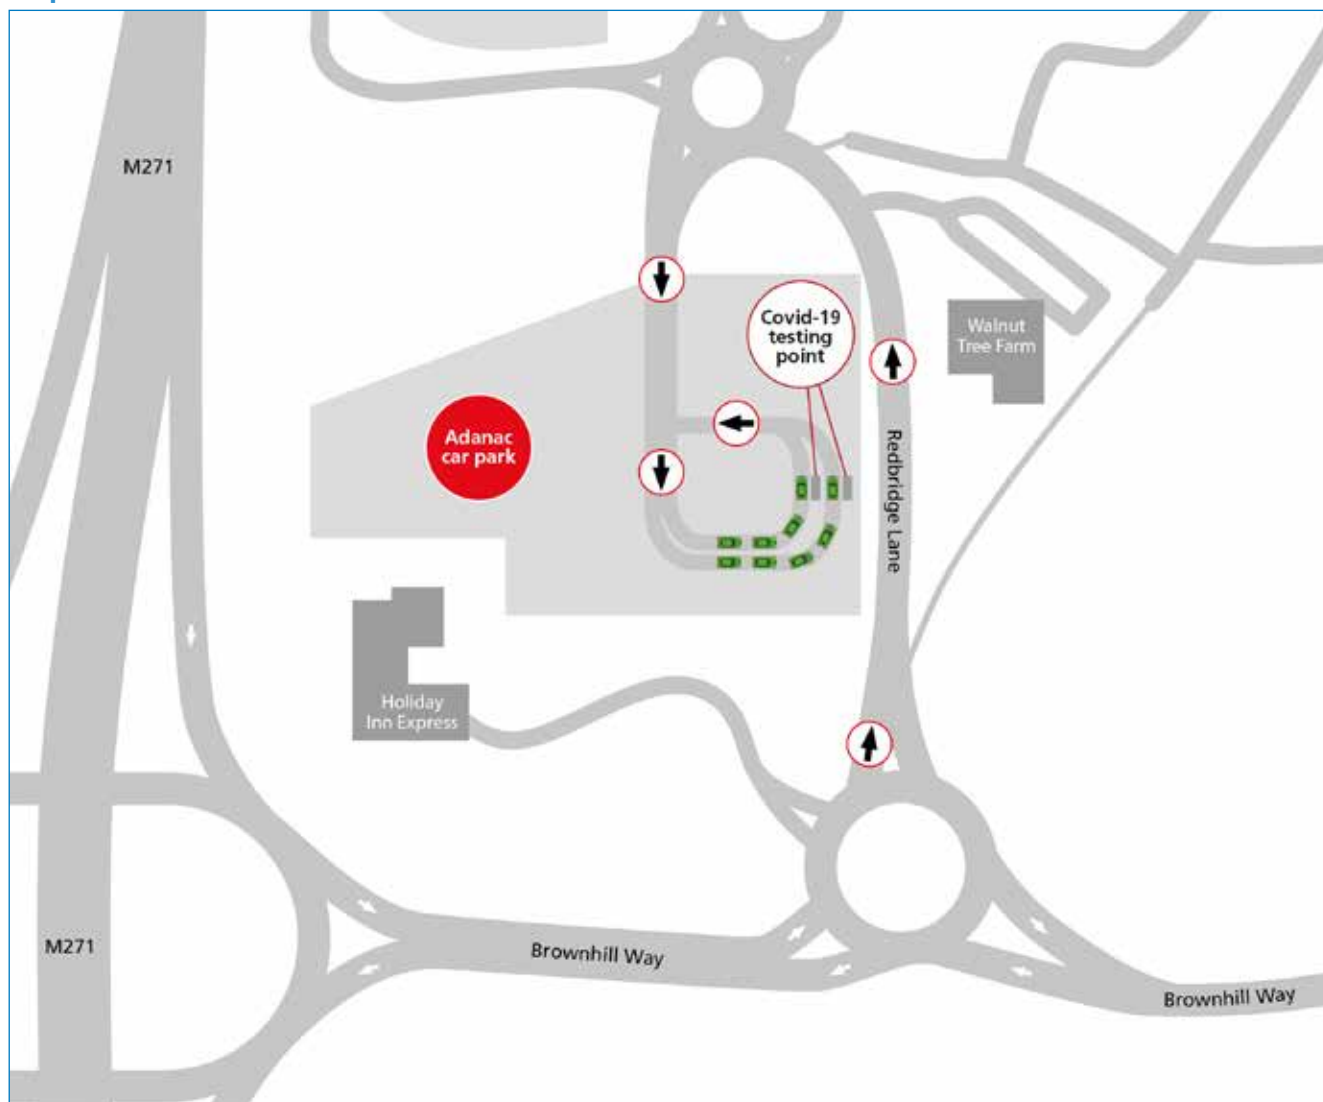 M271
Covid-19
testing
point
Walnut
Tree Farm
Adanac
car park
Redbridge Lane
Holiday
Inn Express
M271
Brownhill Way
Brownhill Way